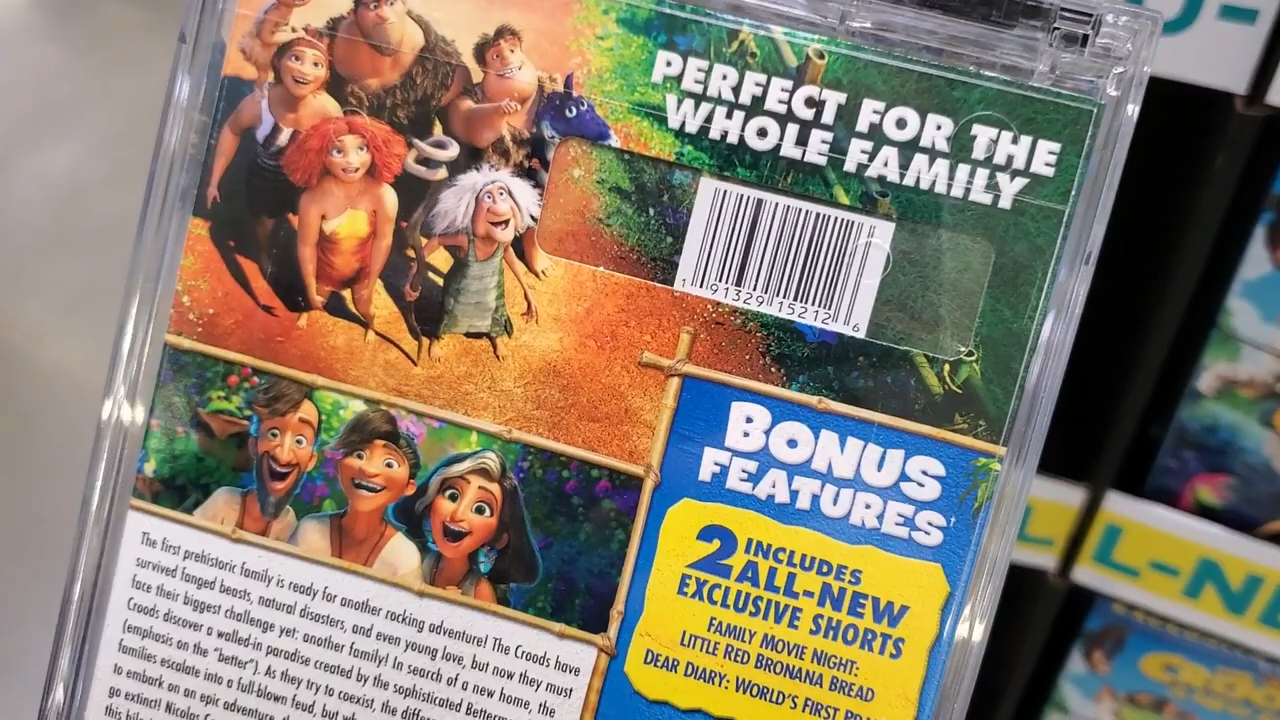 PERFECT FOR THE
WHOLE FAMILY
1 91329 15212 6
BONUS
FEATURES
INCLUDES
2 ALL-NEW
EXCLUSIVE SHORTS
FAMILY MOVIE NIGHT:
LITTLE RED BRONANA BREAD
DEAR DIARY: WORLD'S FIRST
The first prehistoric family is ready for another rocking adventure! The Croods have
survived fanged beasts, natural disasters, and even young love, but now they must
face their biggest challenge yet: another family! In search of a new home, the
Croods discover a walled-in paradise created by the sophisticated
(emphasis on the "better"). As they try to coexist, the
families escalate into a full-blown feud, but
to embark on an epic adventure,
go extinct! Nicolas
this
L-NE